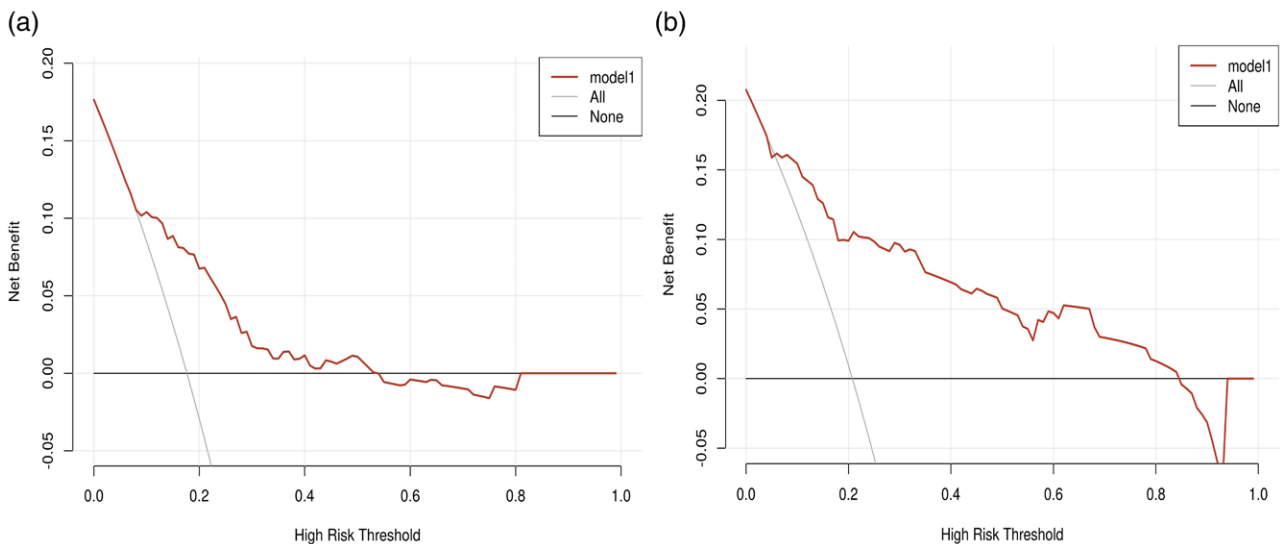 (a)
0.20
0.15
0.10
0.05
0.00
-0.05
Net Benefit
model1
All
None
0.0 0.2 0.4 0.6 0.8 1.0
High Risk Threshold
(b)
0.20
0.15
0.10
0.05
0.00
-0.05
Net Benefit
model1
All
None
0.0 0.2 0.4 0.6 0.8 1.0
High Risk Threshold